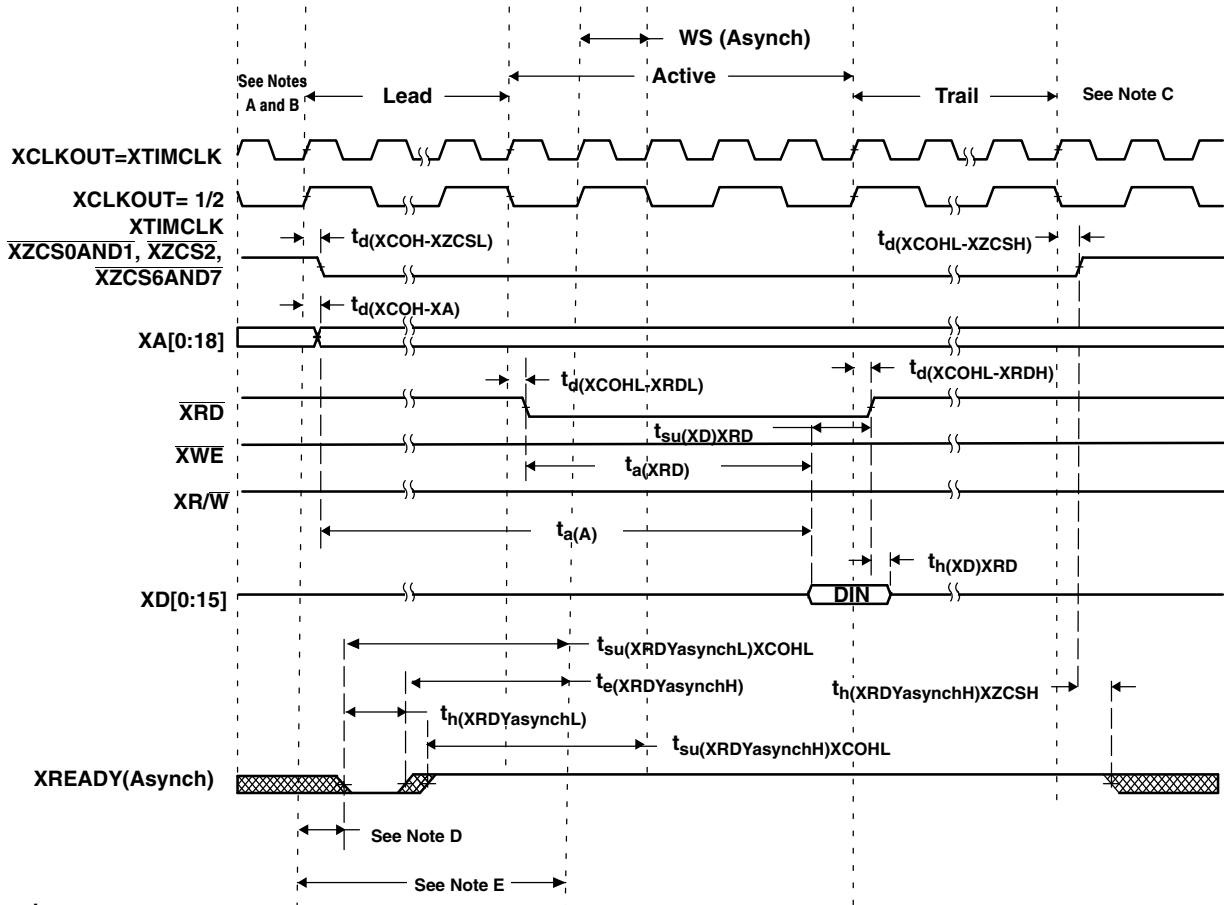 WS (Asynch)
Active
See Notes
A and B
Lead
Trail
See Note C
XCLKOUT=XTIMCLK
XCLKOUT= 1/2
XTIMCLK
XZCS0AND1, XZCS2,
XZCS6AND7
td(XCOH-XZCSL)
td(XCOHL-XZCSH)
td(XCOH-XA)
XA[0:18]
td(XCOHL-XRDL)
td(XCOHL-XRDH)
XRD
tsu(XD)XRD
XWE
ta(XRD)
XR/W
ta(A)
th(XD)XRD
XD[0:15]
DIN
tsu(XRDYasynchL)XCOHL
te(XRDYasynchH)
th(XRDYasynchH)XZCSH
th(XRDYasynchL)
tsu(XRDYasynchH)XCOHL
XREADY(Asynch)
See Note D
See Note E